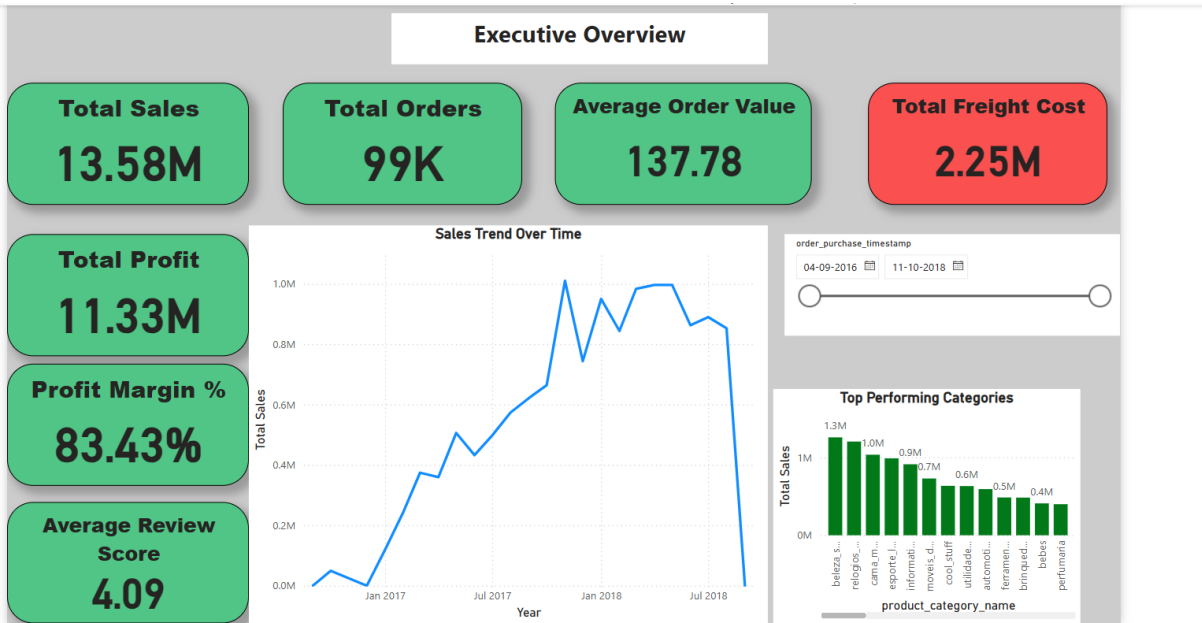 Executive Overview
Total Sales
13.58M
Total Orders
99K
Average Order Value
137.78
Total Freight Cost
2.25M
Total Profit
11.33M
Profit Margin %
83.43%
Average Review
Score
4.09
Sales Trend Over Time
Total Sales
1.0M
0.8M
0.6M
0.4M
0.2M
0.0M
Jan 2017
Jul 2017
Jan 2018
Jul 2018
Year
order_purchase_timestamp
04-09-2016
11-10-2018
Top Performing Categories
Total Sales
1M
0M
1.3M
1.0M
0.9M
0.7M
0.6M
0.5M
0.4M
beleza_s...
relogios_...
cama_m...
esporte_l...
informati...
moveis_d...
cool_stuff
utilidade...
automoti...
ferramen...
brinqued...
bebes
perfumaria
product_category_name